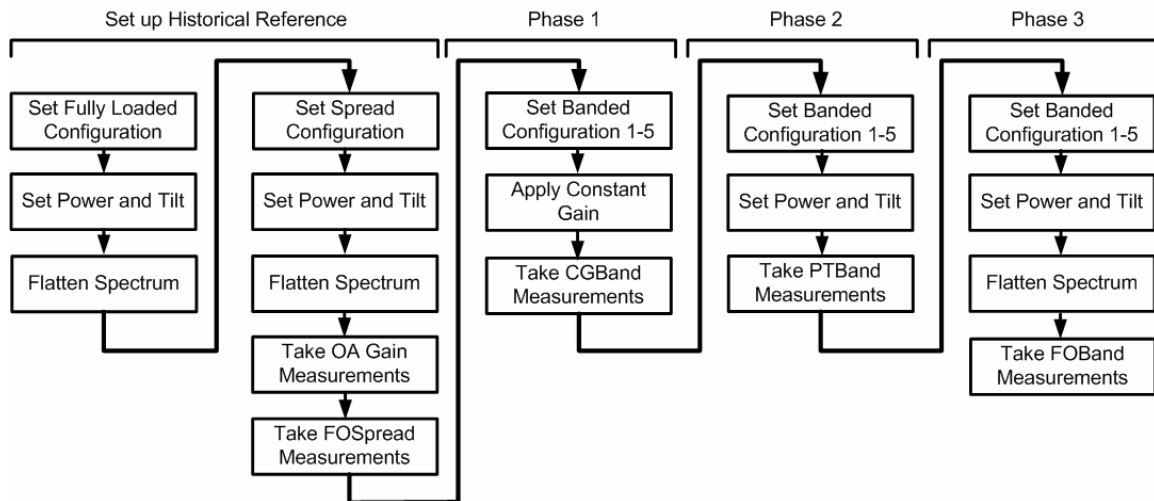 Set up Historical Reference
Phase 1
Phase 2
Phase 3
Set Fully Loaded
Configuration
Set Power and Tilt
Flatten Spectrum
Set Spread
Configuration
Set Power and Tilt
Flatten Spectrum
Take OA Gain
Measurements
Take FOSpread
Measurements
Set Banded
Configuration 1-5
Apply Constant
Gain
Take CGBand
Measurements
Set Banded
Configuration 1-5
Set Power and Tilt
Take PTBand
Measurements
Set Banded
Configuration 1-5
Set Power and Tilt
Flatten Spectrum
Take FOBand
Measurements